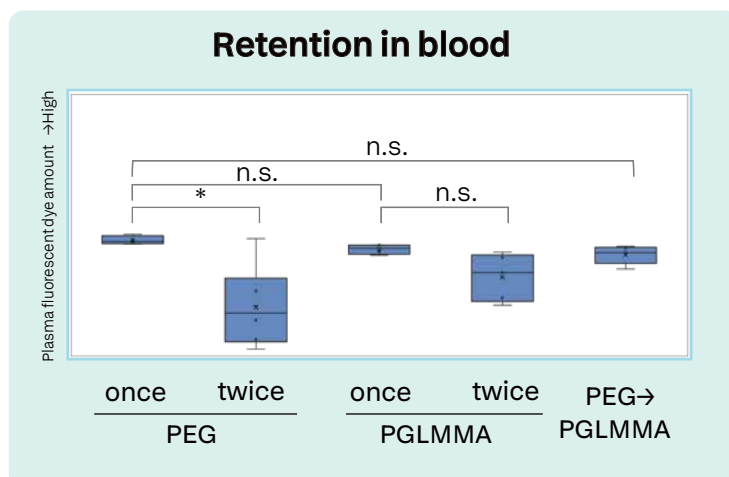 Retention in blood
Plasma fluorescent dye amount →High
n.s.
n.s.
*
n.s.
once
twice
once
twice
PEG→
PGLMMA
PEG
PGLMMA